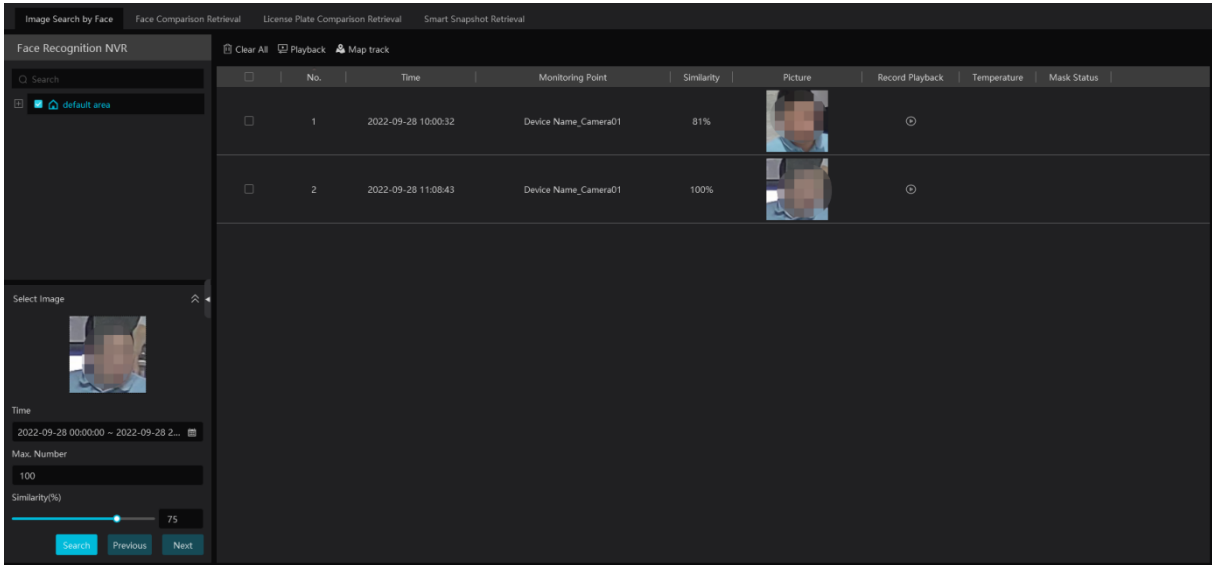 Image Search by Face Face Comparison Retrieval License Plate Comparison Retrieval Smart Snapshot Retrieval
Face Recognition NVR
Clear All Playback Map track
Search
No. Time Monitoring Point Similarity Picture Record Playback Temperature Mask Status
default area
1 2022-09-28 10:00:32 Device Name_Camera01 81%
2 2022-09-28 11:08:43 Device Name_Camera01 100%
Select Image
Time
2022-09-28 00:00:00 ~ 2022-09-28 2...
Max. Number
100
Similarity(%)
75
Search Previous Next